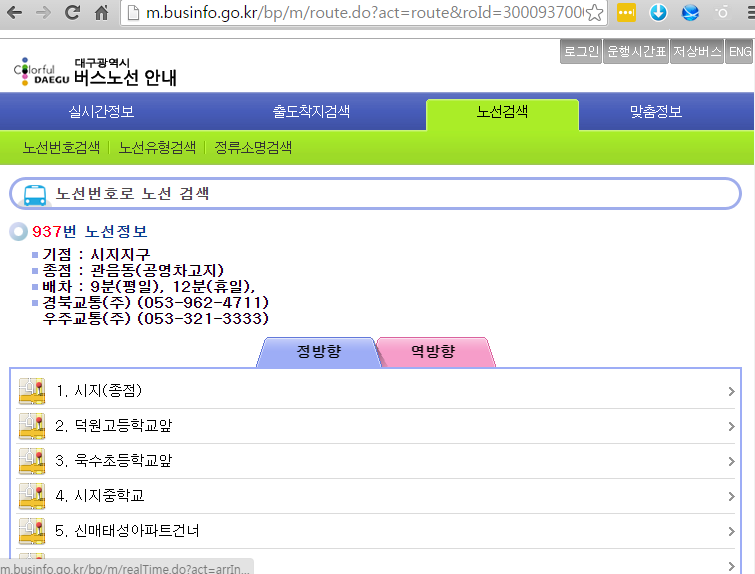 m.businfo.go.kr/bp/m/route.do?act=route&roId=300093700
로그인 운행시간표 저상버스 ENG
Colorful DAEGU 대구광역시 버스노선 안내
실시간정보 출도착지검색 노선검색 맞춤정보
노선번호검색 노선유형검색 정류소명검색
노선번호로 노선 검색
937번 노선정보
기점 : 시지지구
종점 : 관음동(공영차고지)
배차 : 9분(평일), 12분(휴일),
경북교통(주) (053-962-4711)
우주교통(주) (053-321-3333)
정방향 역방향
1. 시지(종점)
2. 덕원고등학교앞
3. 욱수초등학교앞
4. 시지중학교
5. 신매태성아파트건너
m.businfo.go.kr/bp/m/realTime.do?act=arrIn...